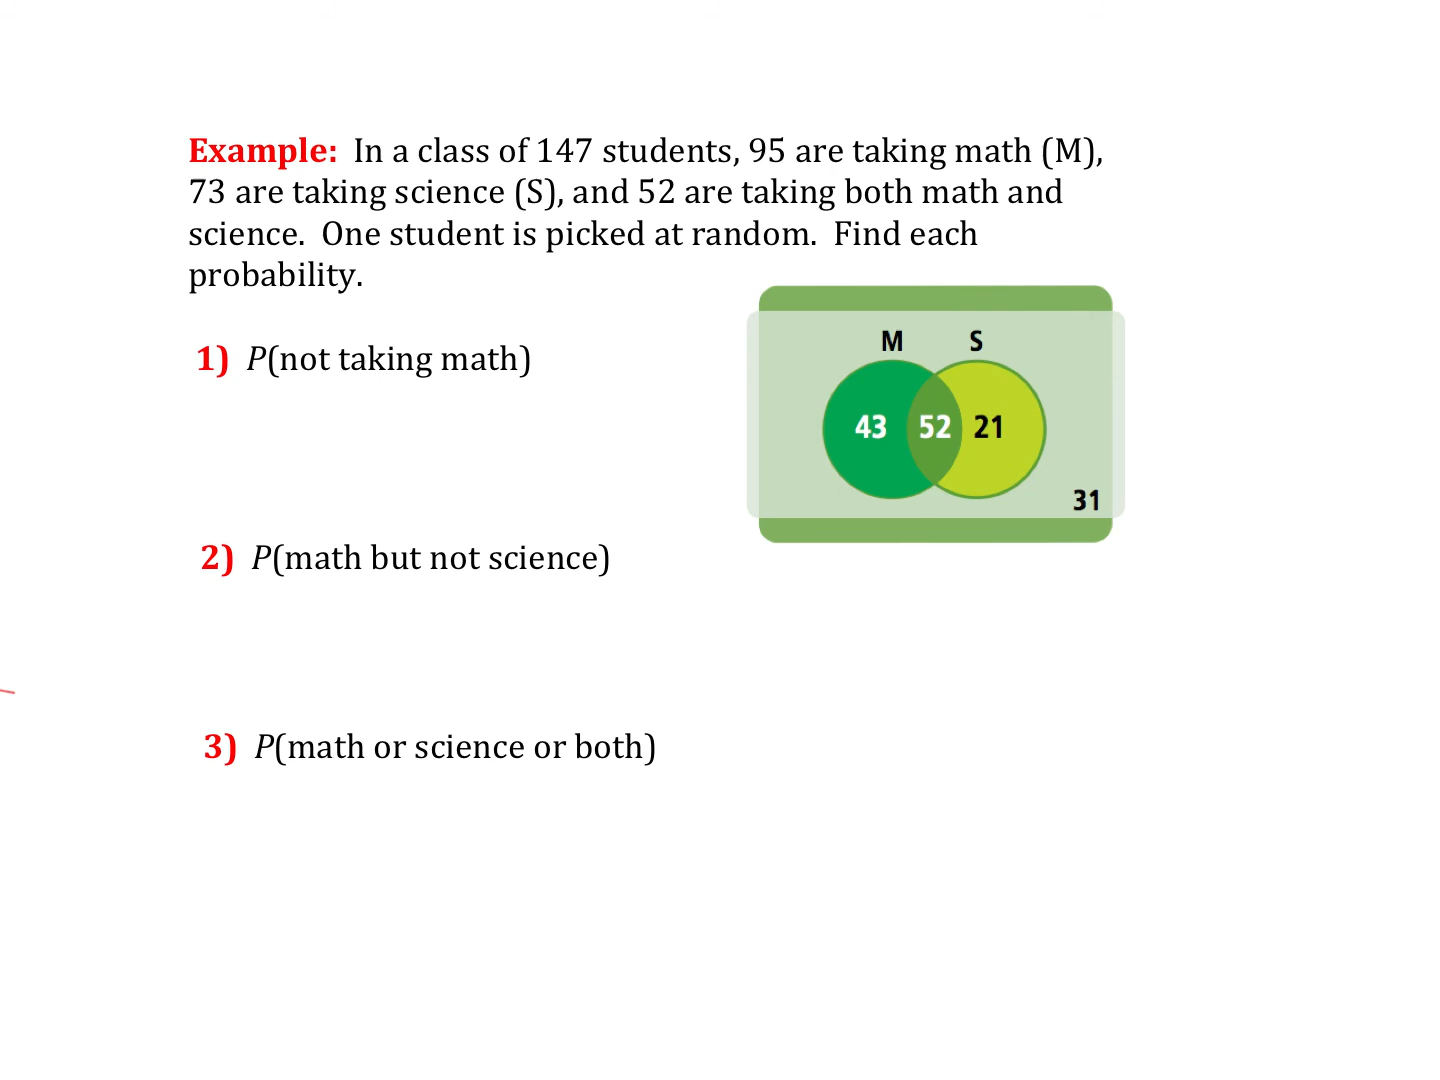 Example: In a class of 147 students, 95 are taking math (M),
73 are taking science (S), and 52 are taking both math and
science. One student is picked at random. Find each
probability.
M S
1) P(not taking math)
43 52 21
31
2) P(math but not science)
3) P(math or science or both)